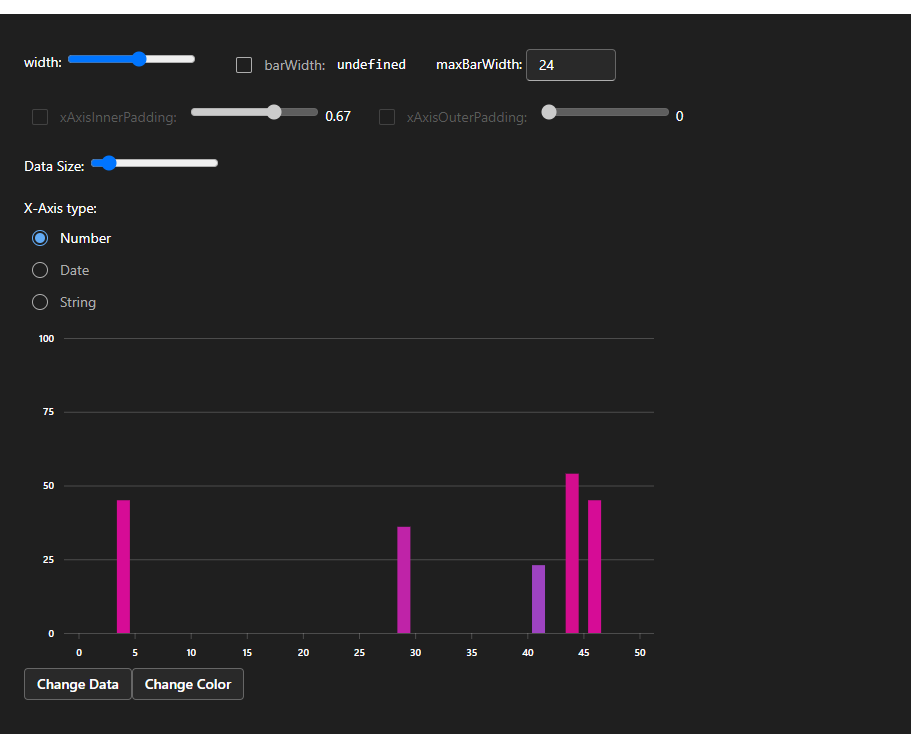 width: barWidth: undefined maxBarWidth: 24
xAxisInnerPadding: 0.67 xAxisOuterPadding: 0
Data Size:
X-Axis type:
Number
Date
String
100
75
50
25
0
0 5 10 15 20 25 30 35 40 45 50
Change Data Change Color